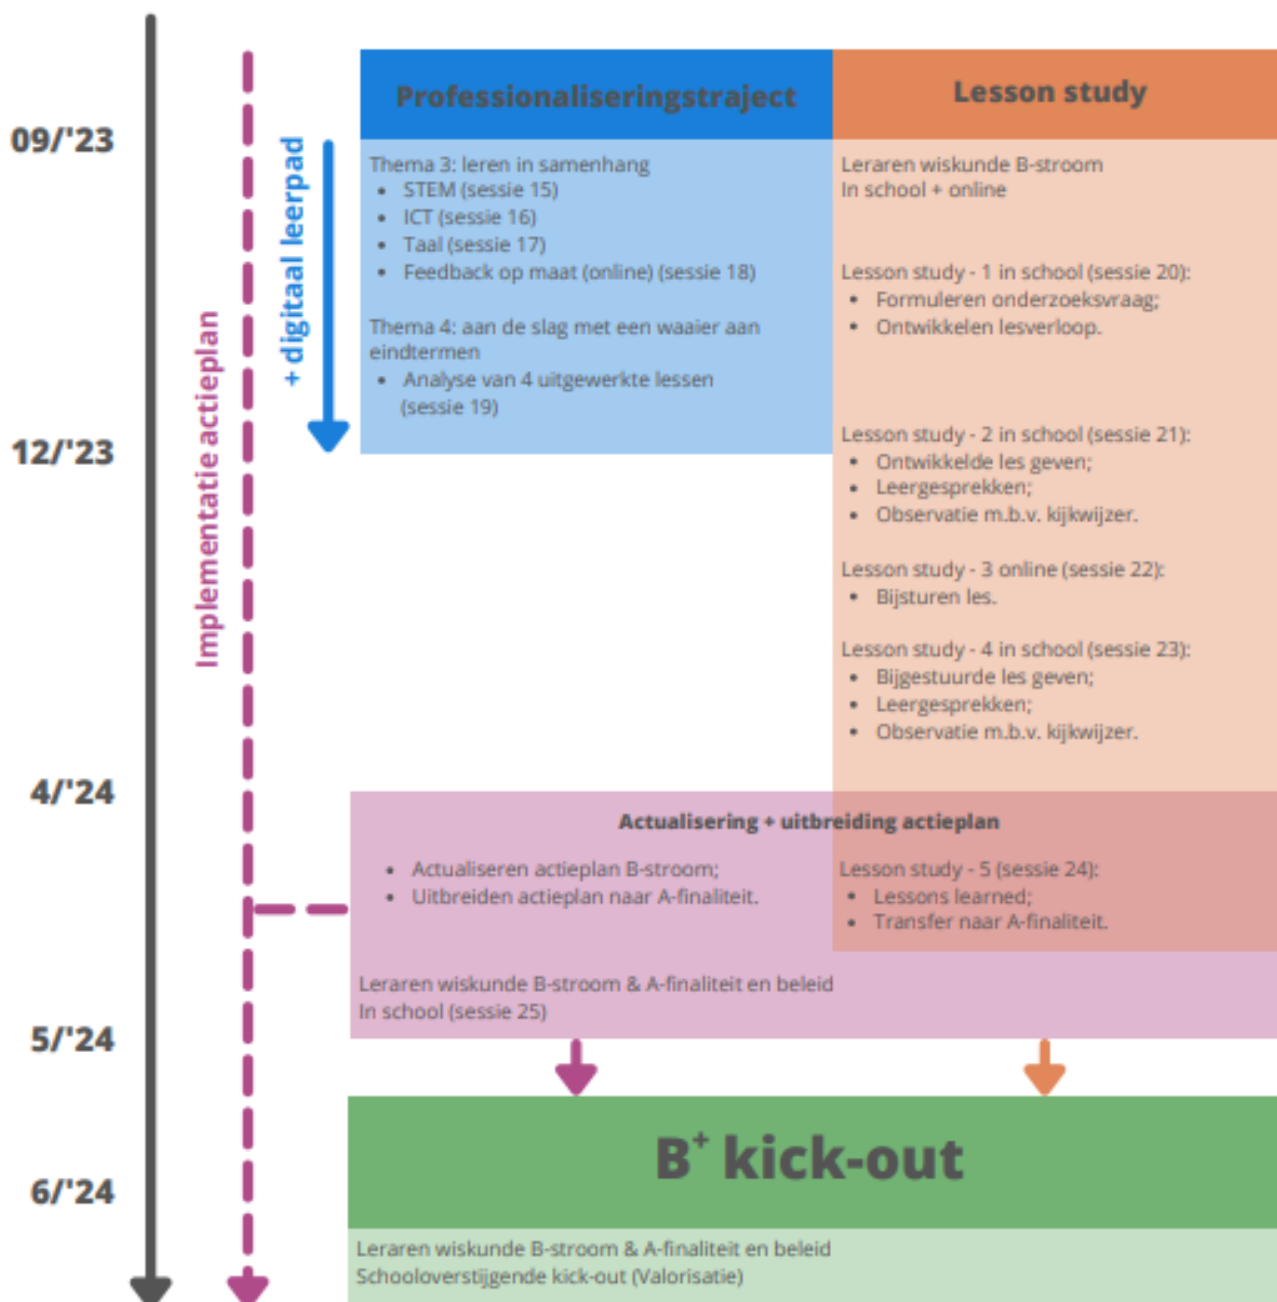 09/'23
12/'23
4/'24
5/'24
6/'24
Implementatie actieplan
+ digitaal leerpad
Professionaliseringstraject
Thema 3: leren in samenhang
• STEM (sessie 15)
• ICT (sessie 16)
• Taal (sessie 17)
• Feedback op maat (online) (sessie 18)
Thema 4: aan de slag met een waaier aan
eindtermen
• Analyse van 4 uitgewerkte lessen
(sessie 19)
Lesson study
Leraren wiskunde B-stroom
In school + online
Lesson study - 1 in school (sessie 20):
• Formuleren onderzoeksvraag;
• Ontwikkelen lesverloop.
Lesson study - 2 in school (sessie 21):
• Ontwikkelde les geven;
• Leergesprekken;
• Observatie m.b.v. kijkwijzer.
Lesson study - 3 online (sessie 22):
• Bijsturen les.
Lesson study - 4 in school (sessie 23):
• Bijgestuurde les geven;
• Leergesprekken;
• Observatie m.b.v. kijkwijzer.
Actualisering + uitbreiding actieplan
• Actualiseren actieplan B-stroom;
• Uitbreiden actieplan naar A-finaliteit.
Lesson study - 5 (sessie 24):
• Lessons learned;
• Transfer naar A-finaliteit.
Leraren wiskunde B-stroom & A-finaliteit en beleid
In school (sessie 25)
B⁺ kick-out
Leraren wiskunde B-stroom & A-finaliteit en beleid
Schooloverstijgende kick-out (Valorisatie)